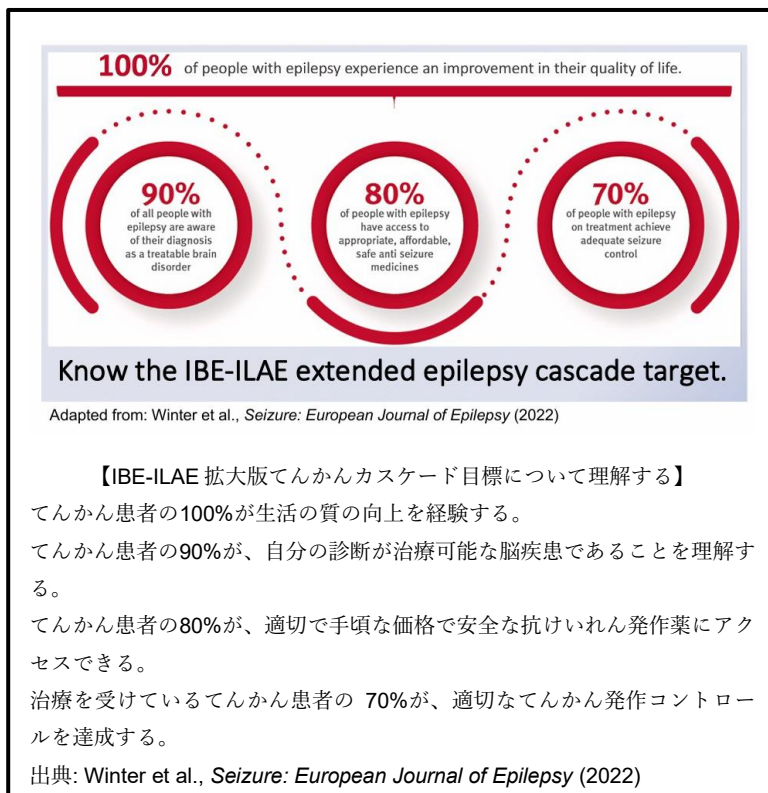 100% of people with epilepsy experience an improvement in their quality of life.
90%
of all people with
epilepsy are aware
of their diagnosis
as a treatable brain
disorder
80%
of people with epilepsy
have access to
appropriate, affordable,
safe anti seizure
medicines
70%
of people with epilepsy
on treatment achieve
adequate seizure
control
Know the IBE-ILAE extended epilepsy cascade target.
Adapted from: Winter et al., Seizure: European Journal of Epilepsy (2022)
【IBE-ILAE 拡大版てんかんカスケード目標について理解する】
てんかん患者の100%が生活の質の向上を経験する。
てんかん患者の90%が、自分の診断が治療可能な脳疾患であることを理解す
る。
てんかん患者の80%が、適切で手頃な価格で安全な抗けいれん発作薬にアク
セスできる。
治療を受けているてんかん患者の 70%が、適切なてんかん発作コントロー
ルを達成する。
出典: Winter et al., Seizure: European Journal of Epilepsy (2022)